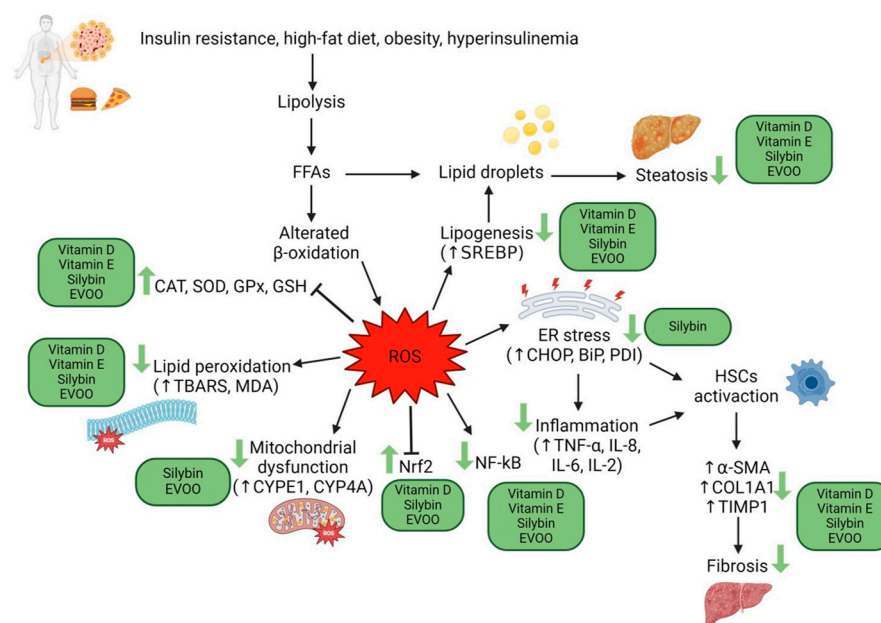 Insulin resistance, high-fat diet, obesity, hyperinsulinemia
Lipolysis
FFAs
Lipid droplets
Steatosis
Vitamin D
Vitamin E
Silybin
EVOO
Alterated
β-oxidation
Lipogenesis
(↑SREBP)
Vitamin D
Vitamin E
Silybin
EVOO
Vitamin D
Vitamin E
Silybin
EVOO
CAT, SOD, GPx, GSH
ROS
ER stress
(↑CHOP, BiP, PDI)
Silybin
Vitamin D
Vitamin E
Silybin
EVOO
Lipid peroxidation
(↑TBARS, MDA)
ROS
HSCs
activaction
Inflammation
(↑TNF-α, IL-8,
IL-6, IL-2)
Silybin
EVOO
Mitochondrial
dysfunction
(↑CYPE1, CYP4A)
ROS
Nrf2
Vitamin D
Silybin
EVOO
NF-kB
Vitamin D
Vitamin E
Silybin
EVOO
↑α-SMA
↑COL1A1
↑TIMP1
Vitamin D
Vitamin E
Silybin
EVOO
Fibrosis